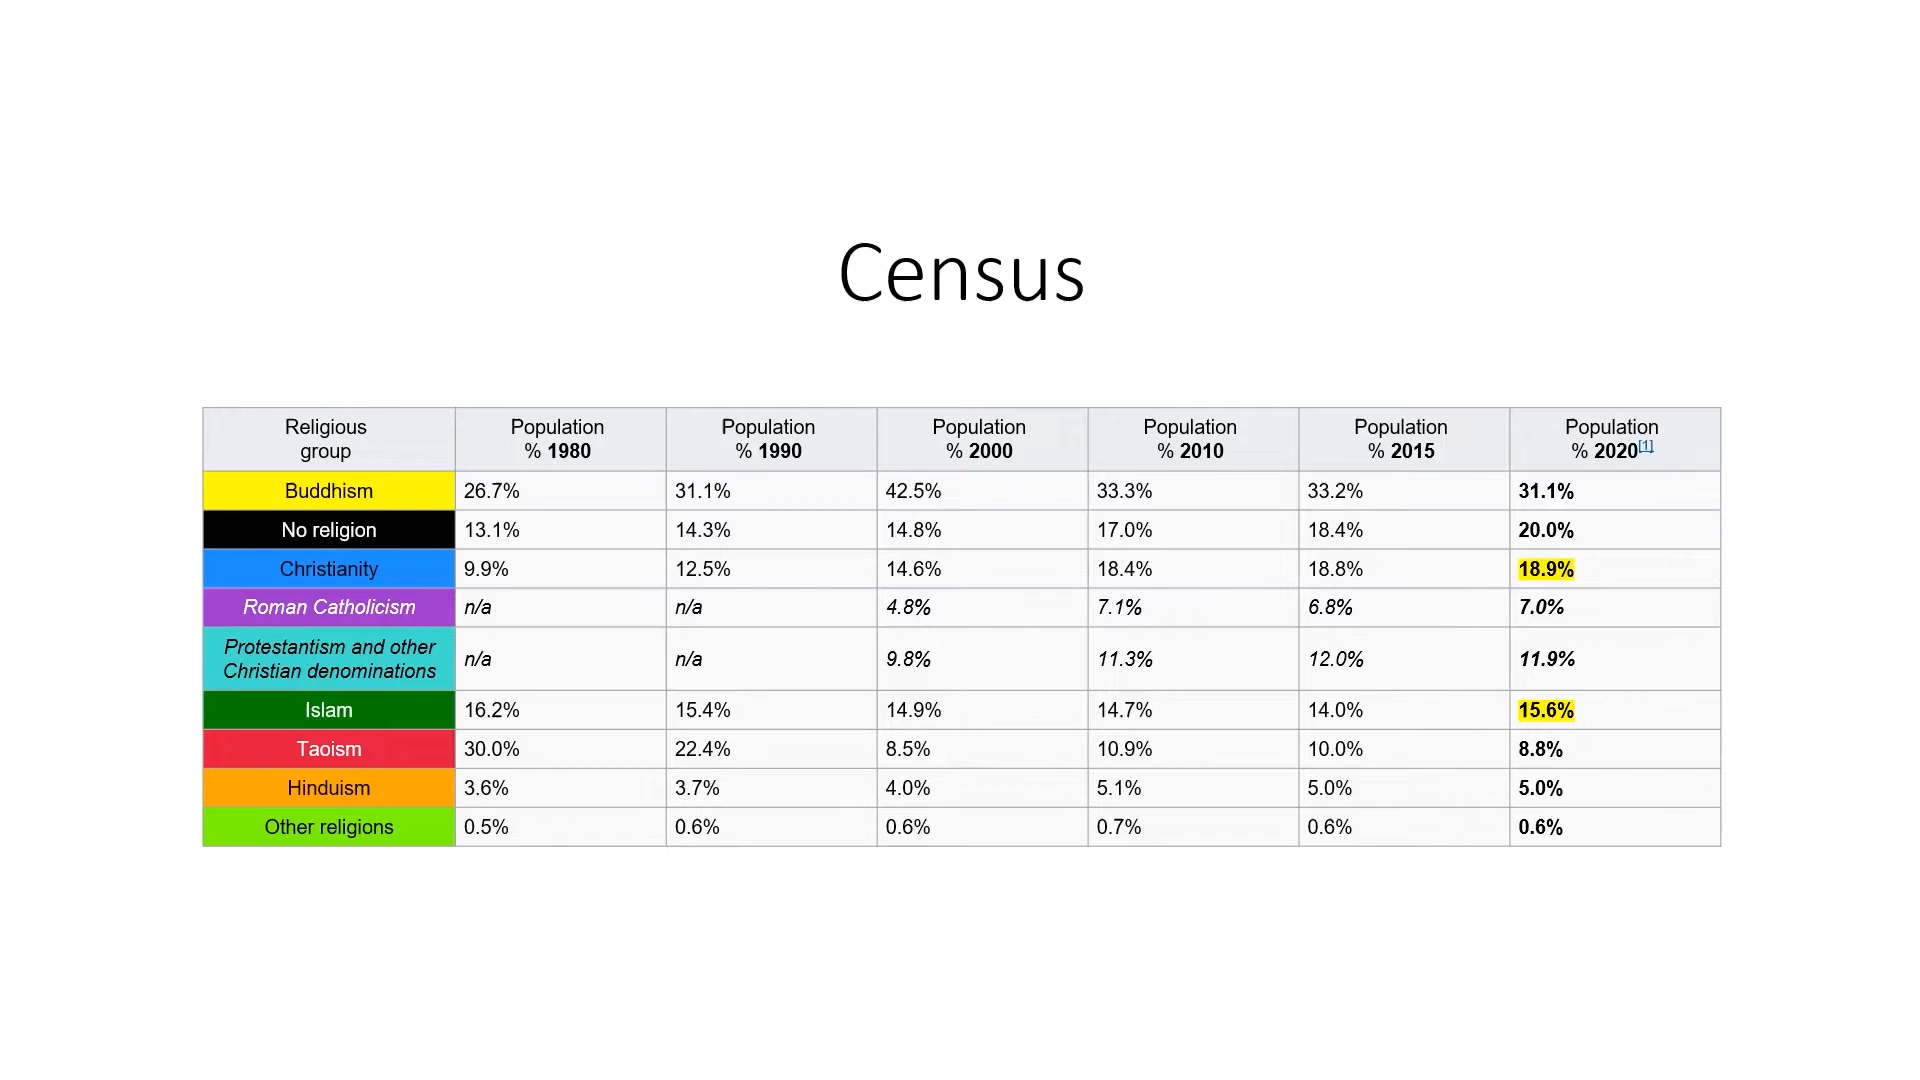 Census
Religious group	Population % 1980	Population % 1990	Population % 2000	Population % 2010	Population % 2015	Population % 2020[1]
Buddhism	26.7%	31.1%	42.5%	33.3%	33.2%	31.1%
No religion	13.1%	14.3%	14.8%	17.0%	18.4%	20.0%
Christianity	9.9%	12.5%	14.6%	18.4%	18.8%	18.9%
Roman Catholicism	n/a	n/a	4.8%	7.1%	6.8%	7.0%
Protestantism and other Christian denominations	n/a	n/a	9.8%	11.3%	12.0%	11.9%
Islam	16.2%	15.4%	14.9%	14.7%	14.0%	15.6%
Taoism	30.0%	22.4%	8.5%	10.9%	10.0%	8.8%
Hinduism	3.6%	3.7%	4.0%	5.1%	5.0%	5.0%
Other religions	0.5%	0.6%	0.6%	0.7%	0.6%	0.6%